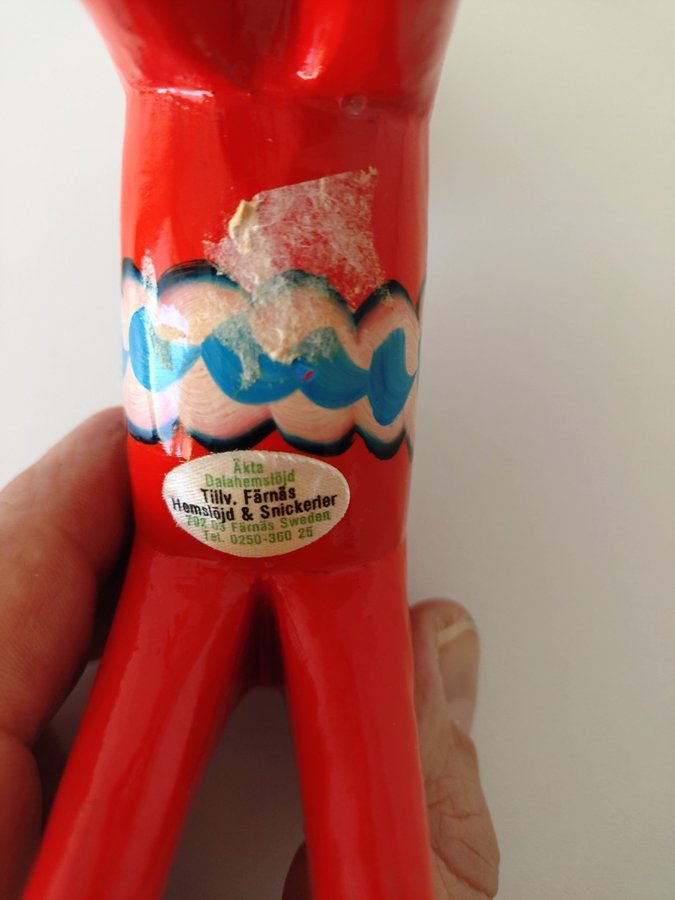 Äkta
Dalahemslöjd
Tillv. Färnäs
Hemslöjd & Snickerier
792 03 Färnäs Sweden
Tel. 0250-360 25